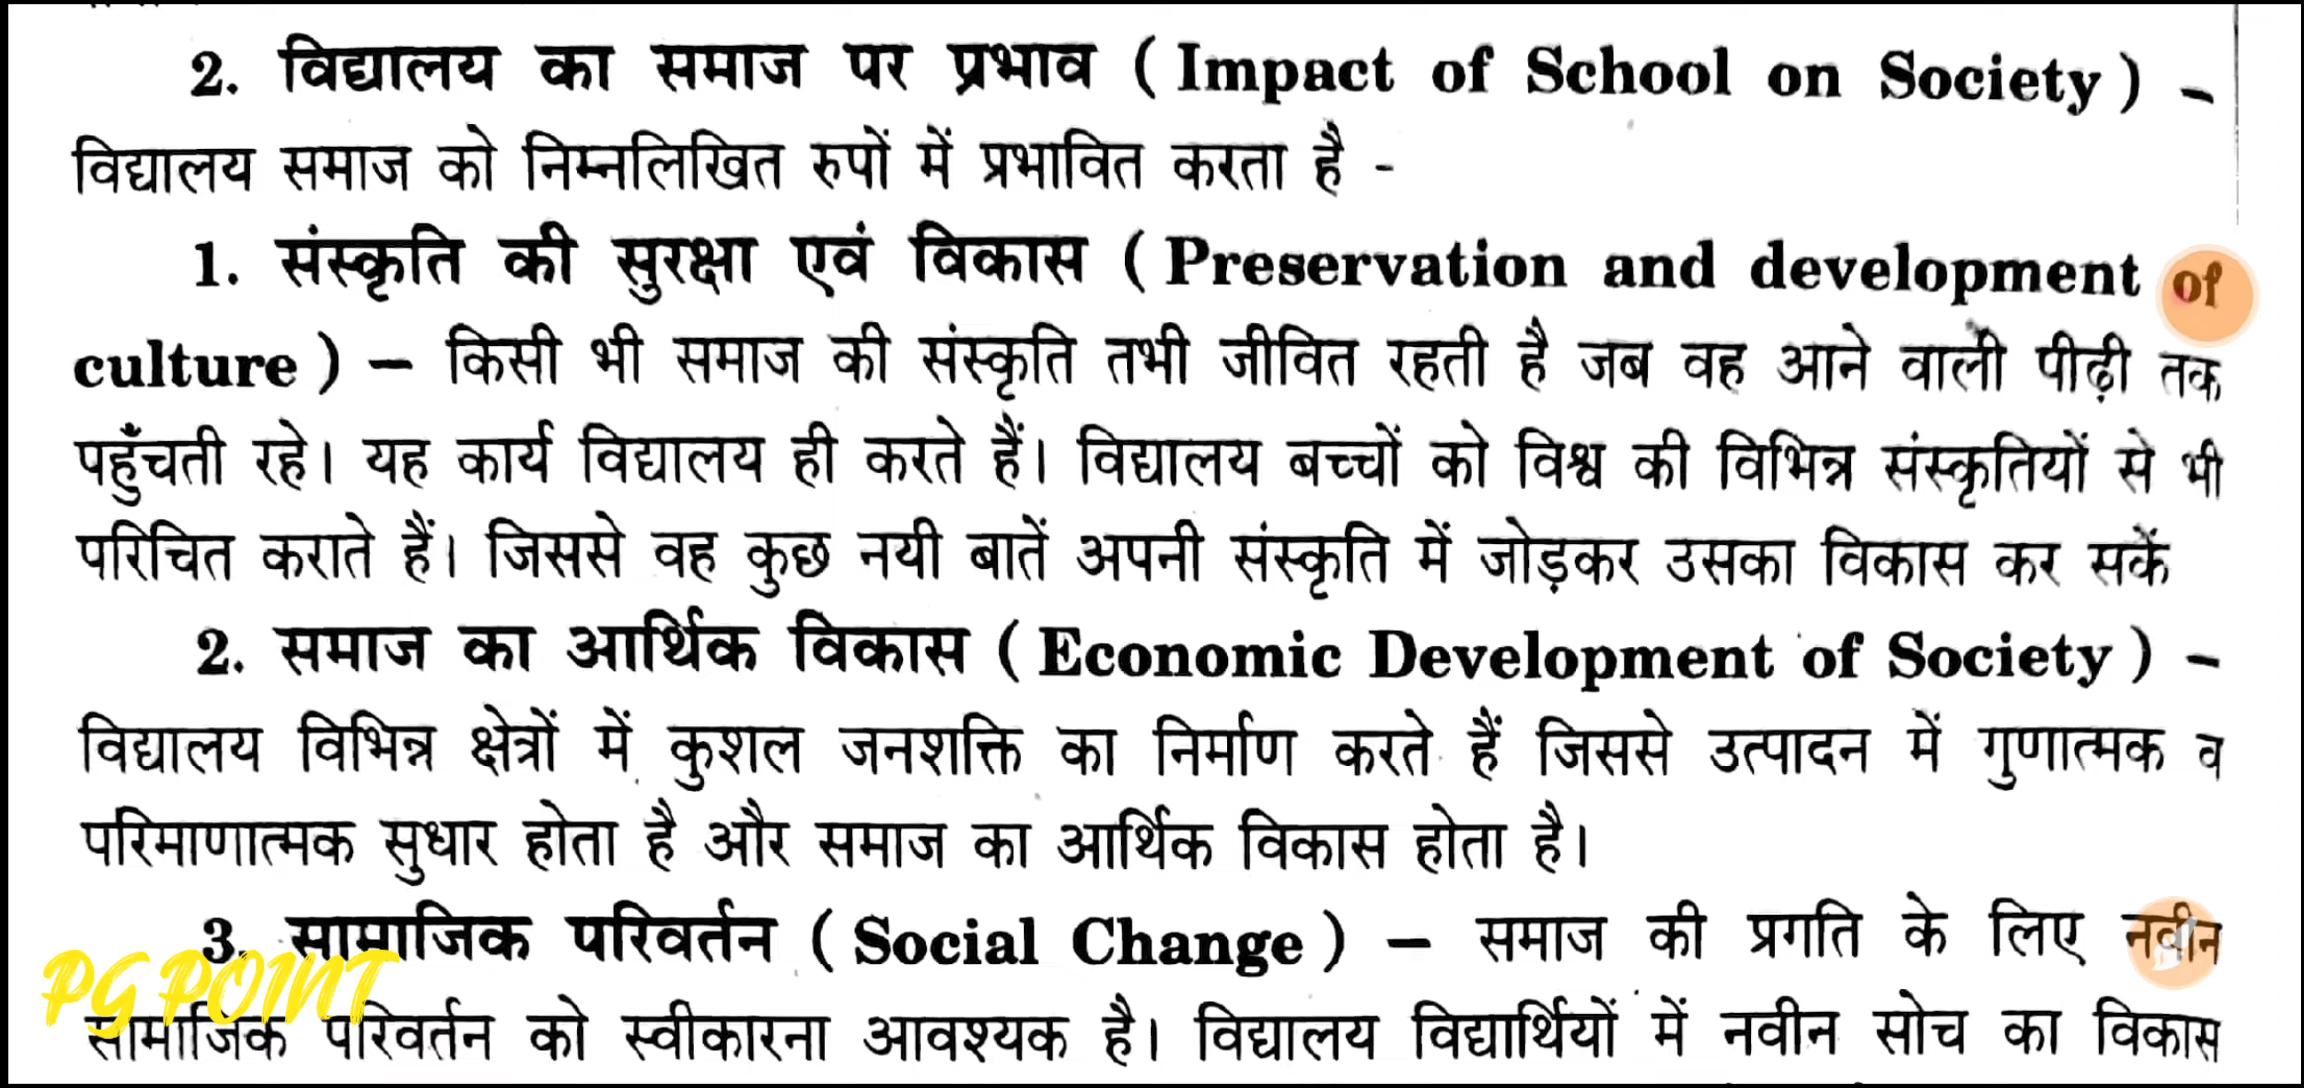 2. विद्यालय का समाज पर प्रभाव ( Impact of School on Society ) –
विद्यालय समाज को निम्नलिखित रुपों में प्रभावित करता है -
1. संस्कृति की सुरक्षा एवं विकास ( Preservation and development of
culture ) – किसी भी समाज की संस्कृति तभी जीवित रहती है जब वह आने वाली पीढ़ी तक
पहुँचती रहे। यह कार्य विद्यालय ही करते हैं। विद्यालय बच्चों को विश्व की विभिन्न संस्कृतियों से भी
परिचित कराते हैं। जिससे वह कुछ नयी बातें अपनी संस्कृति में जोड़कर उसका विकास कर सकें
2. समाज का आर्थिक विकास ( Economic Development of Society ) –
विद्यालय विभिन्न क्षेत्रों में कुशल जनशक्ति का निर्माण करते हैं जिससे उत्पादन में गुणात्मक व
परिमाणात्मक सुधार होता है और समाज का आर्थिक विकास होता है।
3. सामाजिक परिवर्तन ( Social Change ) – समाज की प्रगति के लिए नवीन
PG POINT
सामाजिक परिवर्तन को स्वीकारना आवश्यक है। विद्यालय विद्यार्थियों में नवीन सोच का विकास